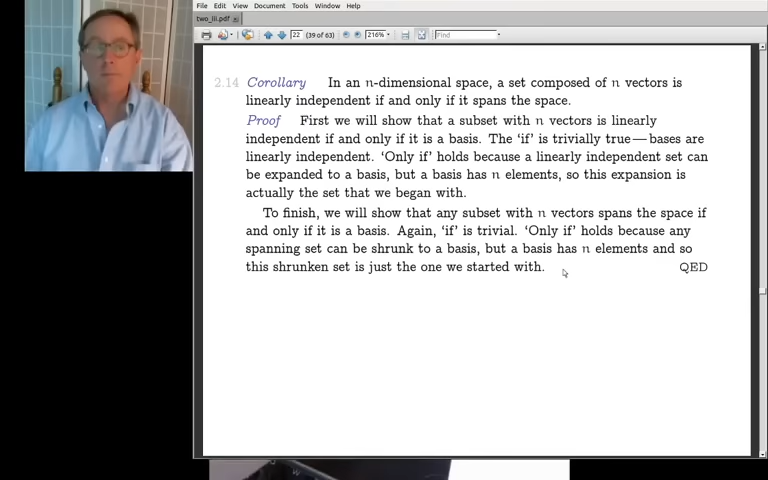 File Edit View Document Tools Window Help
two_iii.pdf
22 (39 of 63) 216% Find
2.14 Corollary In an n-dimensional space, a set composed of n vectors is
linearly independent if and only if it spans the space.
Proof First we will show that a subset with n vectors is linearly
independent if and only if it is a basis. The ‘if’ is trivially true — bases are
linearly independent. ‘Only if’ holds because a linearly independent set can
be expanded to a basis, but a basis has n elements, so this expansion is
actually the set that we began with.
To finish, we will show that any subset with n vectors spans the space if
and only if it is a basis. Again, ‘if’ is trivial. ‘Only if’ holds because any
spanning set can be shrunk to a basis, but a basis has n elements and so
this shrunken set is just the one we started with. QED